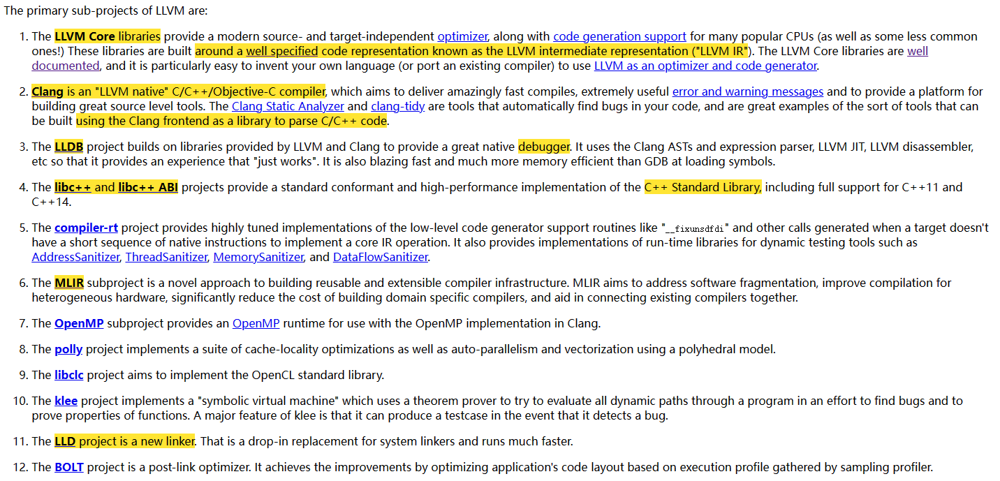 The primary sub-projects of LLVM are:
1. The LLVM Core libraries provide a modern source- and target-independent optimizer, along with code generation support for many popular CPUs (as well as some less common
ones!) These libraries are built around a well specified code representation known as the LLVM intermediate representation ("LLVM IR"). The LLVM Core libraries are well
documented, and it is particularly easy to invent your own language (or port an existing compiler) to use LLVM as an optimizer and code generator.
2. Clang is an "LLVM native" C/C++/Objective-C compiler, which aims to deliver amazingly fast compiles, extremely useful error and warning messages and to provide a platform for
building great source level tools. The Clang Static Analyzer and clang-tidy are tools that automatically find bugs in your code, and are great examples of the sort of tools that can
be built using the Clang frontend as a library to parse C/C++ code.
3. The LLDB project builds on libraries provided by LLVM and Clang to provide a great native debugger. It uses the Clang ASTs and expression parser, LLVM JIT, LLVM disassembler,
etc so that it provides an experience that "just works". It is also blazing fast and much more memory efficient than GDB at loading symbols.
4. The libc++ and libc++ ABI projects provide a standard conformant and high-performance implementation of the C++ Standard Library, including full support for C++11 and
C++14.
5. The compiler-rt project provides highly tuned implementations of the low-level code generator support routines like "__fixunsdfdi" and other calls generated when a target doesn't
have a short sequence of native instructions to implement a core IR operation. It also provides implementations of run-time libraries for dynamic testing tools such as
AddressSanitizer, ThreadSanitizer, MemorySanitizer, and DataFlowSanitizer.
6. The MLIR subproject is a novel approach to building reusable and extensible compiler infrastructure. MLIR aims to address software fragmentation, improve compilation for
heterogeneous hardware, significantly reduce the cost of building domain specific compilers, and aid in connecting existing compilers together.
7. The OpenMP subproject provides an OpenMP runtime for use with the OpenMP implementation in Clang.
8. The polly project implements a suite of cache-locality optimizations as well as auto-parallelism and vectorization using a polyhedral model.
9. The libclc project aims to implement the OpenCL standard library.
10. The klee project implements a "symbolic virtual machine" which uses a theorem prover to try to evaluate all dynamic paths through a program in an effort to find bugs and to
prove properties of functions. A major feature of klee is that it can produce a testcase in the event that it detects a bug.
11. The LLD project is a new linker. That is a drop-in replacement for system linkers and runs much faster.
12. The BOLT project is a post-link optimizer. It achieves the improvements by optimizing application's code layout based on execution profile gathered by sampling profiler.